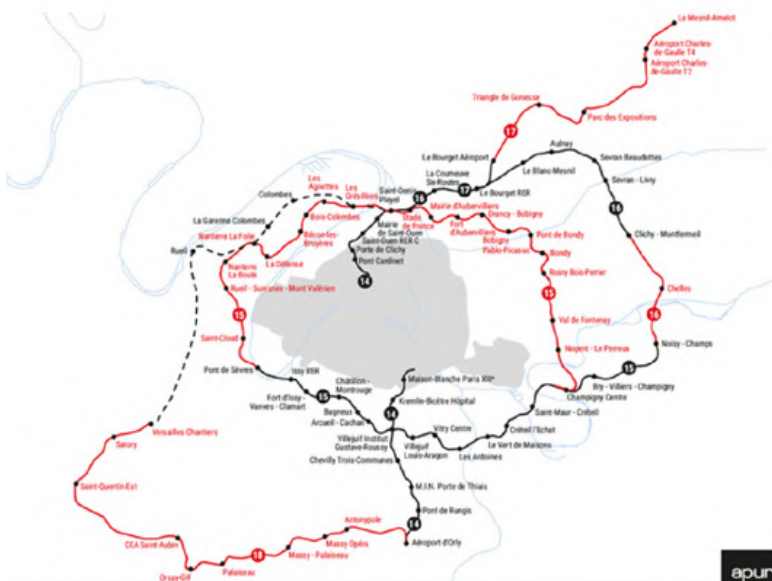 Le Mesnil-Amelot
Aéroport Charles-
de-Gaulle T4
Aéroport Charles-
de-Gaulle T2
Triangle de Gonesse
Parc des Expositions
17
Le Bourget Aéroport
Aulnay
Sevran Beaudottes
Le Blanc-Mesnil
Sevran - Livry
La Courneuve
Six-Routes
Le Bourget RER
16
17
16
Les
Agnettes
Les
Grésillons
Saint-Denis
Pleyel
Colombes
Mairie d'Aubervilliers
Stade
de France
Drancy - Bobigny
Fort
d'Aubervilliers
Bobigny
Pablo-Picasso
Pont de Bondy
Bondy
Rosny Bois-Perrier
Clichy - Montfermeil
La Garenne Colombes
Bois-Colombes
Bécon-les-
Bruyères
Mairie
de Saint-Ouen
Saint-Ouen RER C
Porte de Clichy
Pont Cardinet
14
Nanterre La Folie
Rueil
La Défense
Nanterre
La Boule
Rueil - Suresnes - Mont Valérien
15
15
Chelles
16
Val de Fontenay
Saint-Cloud
Nogent - Le Perreux
Noisy - Champs
15
Pont de Sèvres
Issy RER
Bry - Villiers - Champigny
Champigny Centre
Châtillon -
Montrouge
Maison-Blanche Paris XIIIᵉ
Fort d'Issy -
Vanves - Clamart
15
Bagneux
Arcueil - Cachan
Kremlin-Bicêtre Hôpital
14
Saint-Maur - Créteil
Créteil l'Echat
Vitry Centre
Le Vert de Maisons
Versailles Chantiers
Satory
Villejuif Institut
Gustave-Roussy
Villejuif
Louis-Aragon
Les Ardoines
Chevilly Trois-Communes
Saint-Quentin Est
M.I.N. Porte de Thiais
Pont de Rungis
Antonypole
14
CEA Saint-Aubin
Massy Opéra
Aéroport d'Orly
Massy - Palaiseau
18
Palaiseau
Orsay-Gif
apur